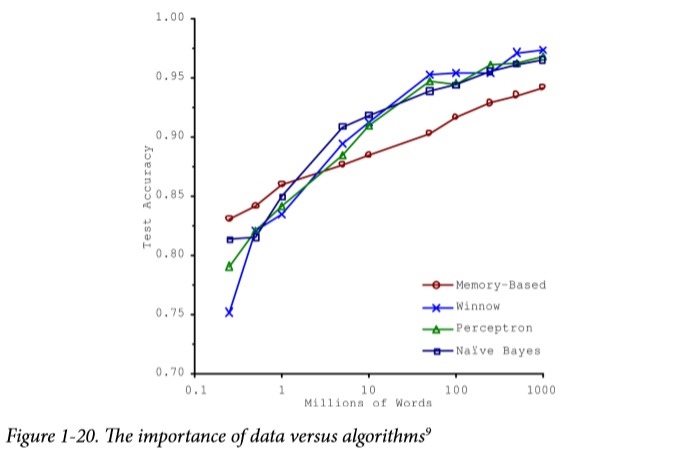 1.00
0.95
0.90
0.85
0.80
0.75
0.70
Test Accuracy
Memory-Based
Winnow
Perceptron
Naïve Bayes
0.1 1 10 100 1000
Millions of Words
Figure 1-20. The importance of data versus algorithms⁹